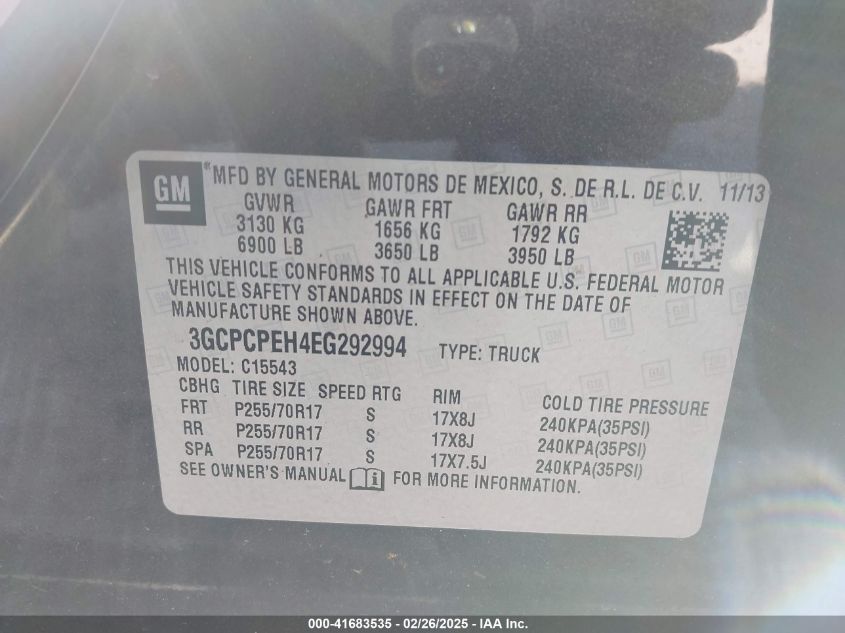 GM
MFD BY GENERAL MOTORS DE MEXICO, S. DE R.L. DE C.V. 11/13
GVWR GAWR FRT GAWR RR
3130 KG 1656 KG 1792 KG
6900 LB 3650 LB 3950 LB
THIS VEHICLE CONFORMS TO ALL APPLICABLE U.S. FEDERAL MOTOR
VEHICLE SAFETY STANDARDS IN EFFECT ON THE DATE OF
MANUFACTURE SHOWN ABOVE.
3GCPCPEH4EG292994 TYPE: TRUCK
MODEL: C15543
CBHG TIRE SIZE SPEED RTG RIM COLD TIRE PRESSURE
FRT P255/70R17 S 17X8J 240KPA(35PSI)
RR P255/70R17 S 17X8J 240KPA(35PSI)
SPA P255/70R17 S 17X7.5J 240KPA(35PSI)
SEE OWNER'S MANUAL FOR MORE INFORMATION.
000-41683535 - 02/26/2025 - IAA Inc.